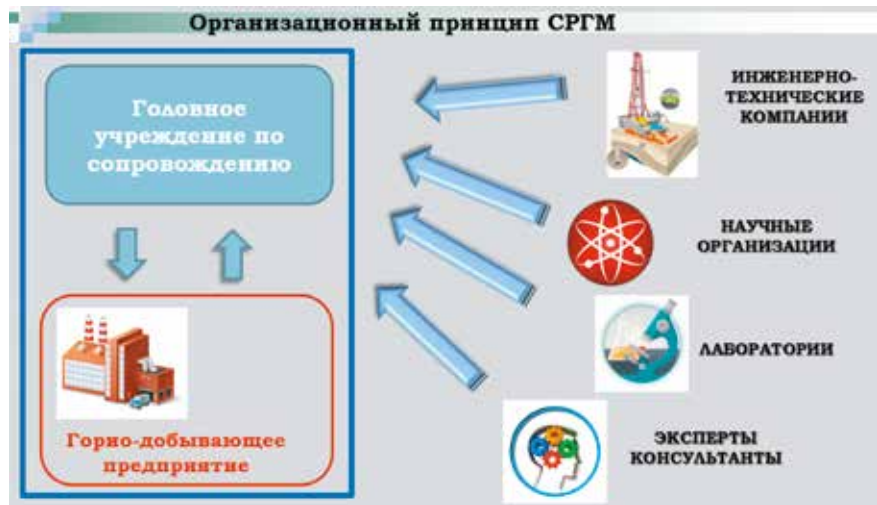 Организационный принцип СРГМ
Головное
учреждение по
сопровождению
Горно-добывающее
предприятие
ИНЖЕНЕРНО-
ТЕХНИЧЕСКИЕ
КОМПАНИИ
НАУЧНЫЕ
ОРГАНИЗАЦИИ
ЛАБОРАТОРИИ
ЭКСПЕРТЫ
КОНСУЛЬТАНТЫ